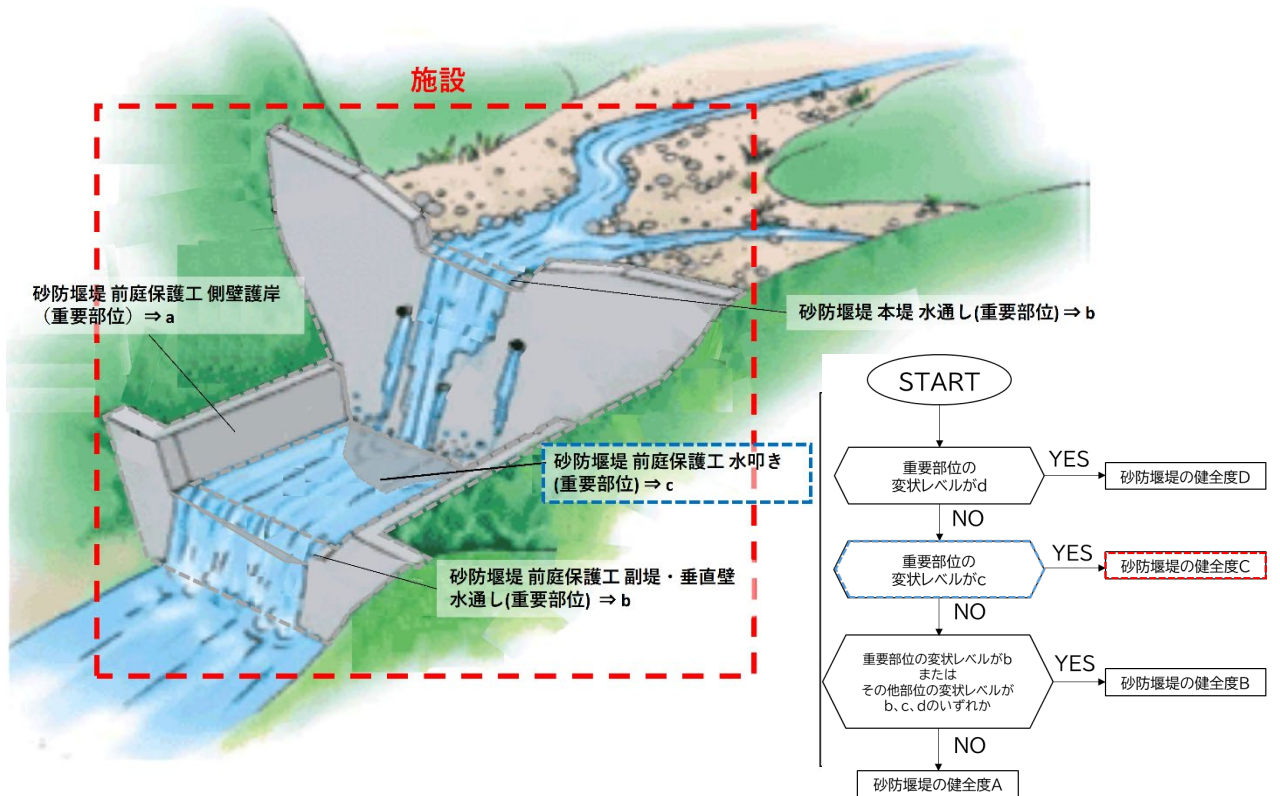 施設
砂防堰堤 前庭保護工 側壁護岸
（重要部位）⇒ a
砂防堰堤 本堤 水通し(重要部位) ⇒ b
砂防堰堤 前庭保護工 水叩き
(重要部位) ⇒ c
砂防堰堤 前庭保護工 副堤・垂直壁
水通し(重要部位) ⇒ b
START
重要部位の
変状レベルがd
YES
砂防堰堤の健全度D
NO
重要部位の
変状レベルがc
YES
砂防堰堤の健全度C
NO
重要部位の変状レベルがb
または
その他部位の変状レベルが
b、c、dのいずれか
YES
砂防堰堤の健全度B
NO
砂防堰堤の健全度A